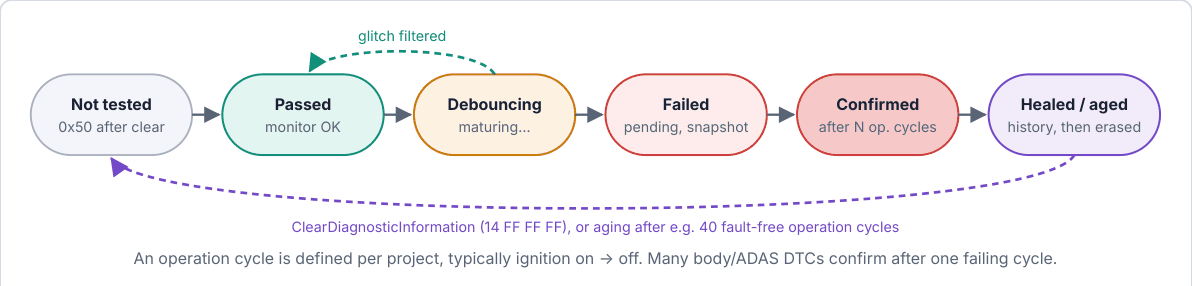 glitch filtered
Not tested
0x50 after clear
Passed
monitor OK
Debouncing
maturing...
Failed
pending, snapshot
Confirmed
after N op. cycles
Healed / aged
history, then erased
ClearDiagnosticInformation (14 FF FF FF), or aging after e.g. 40 fault-free operation cycles
An operation cycle is defined per project, typically ignition on → off. Many body/ADAS DTCs confirm after one failing cycle.